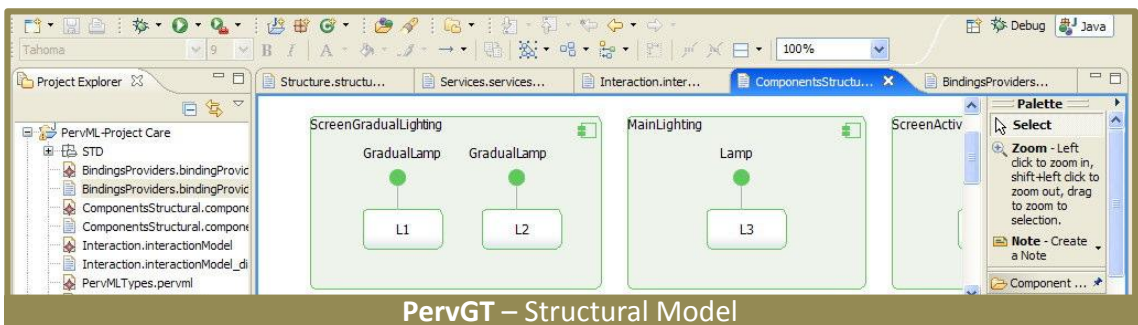 Debug Java
Tahoma 9 B I A 100%
Project Explorer
Structure.structu...
Services.services...
Interaction.inter...
ComponentsStructu...
BindingsProviders...
PervML-Project Care
STD
BindingsProviders.bindingProvic
BindingsProviders.bindingProvic
ComponentsStructural.compone
ComponentsStructural.compone
Interaction.interactionModel
Interaction.interactionModel_di
PervMLTypes.pervml
ScreenGradualLighting
GradualLamp GradualLamp
L1 L2
MainLighting
Lamp
L3
ScreenActiv
Palette
Select
Zoom - Left
click to zoom in,
shift+left click to
zoom out, drag
to zoom to
selection.
Note - Create
a Note
Component ...
PervGT – Structural Model